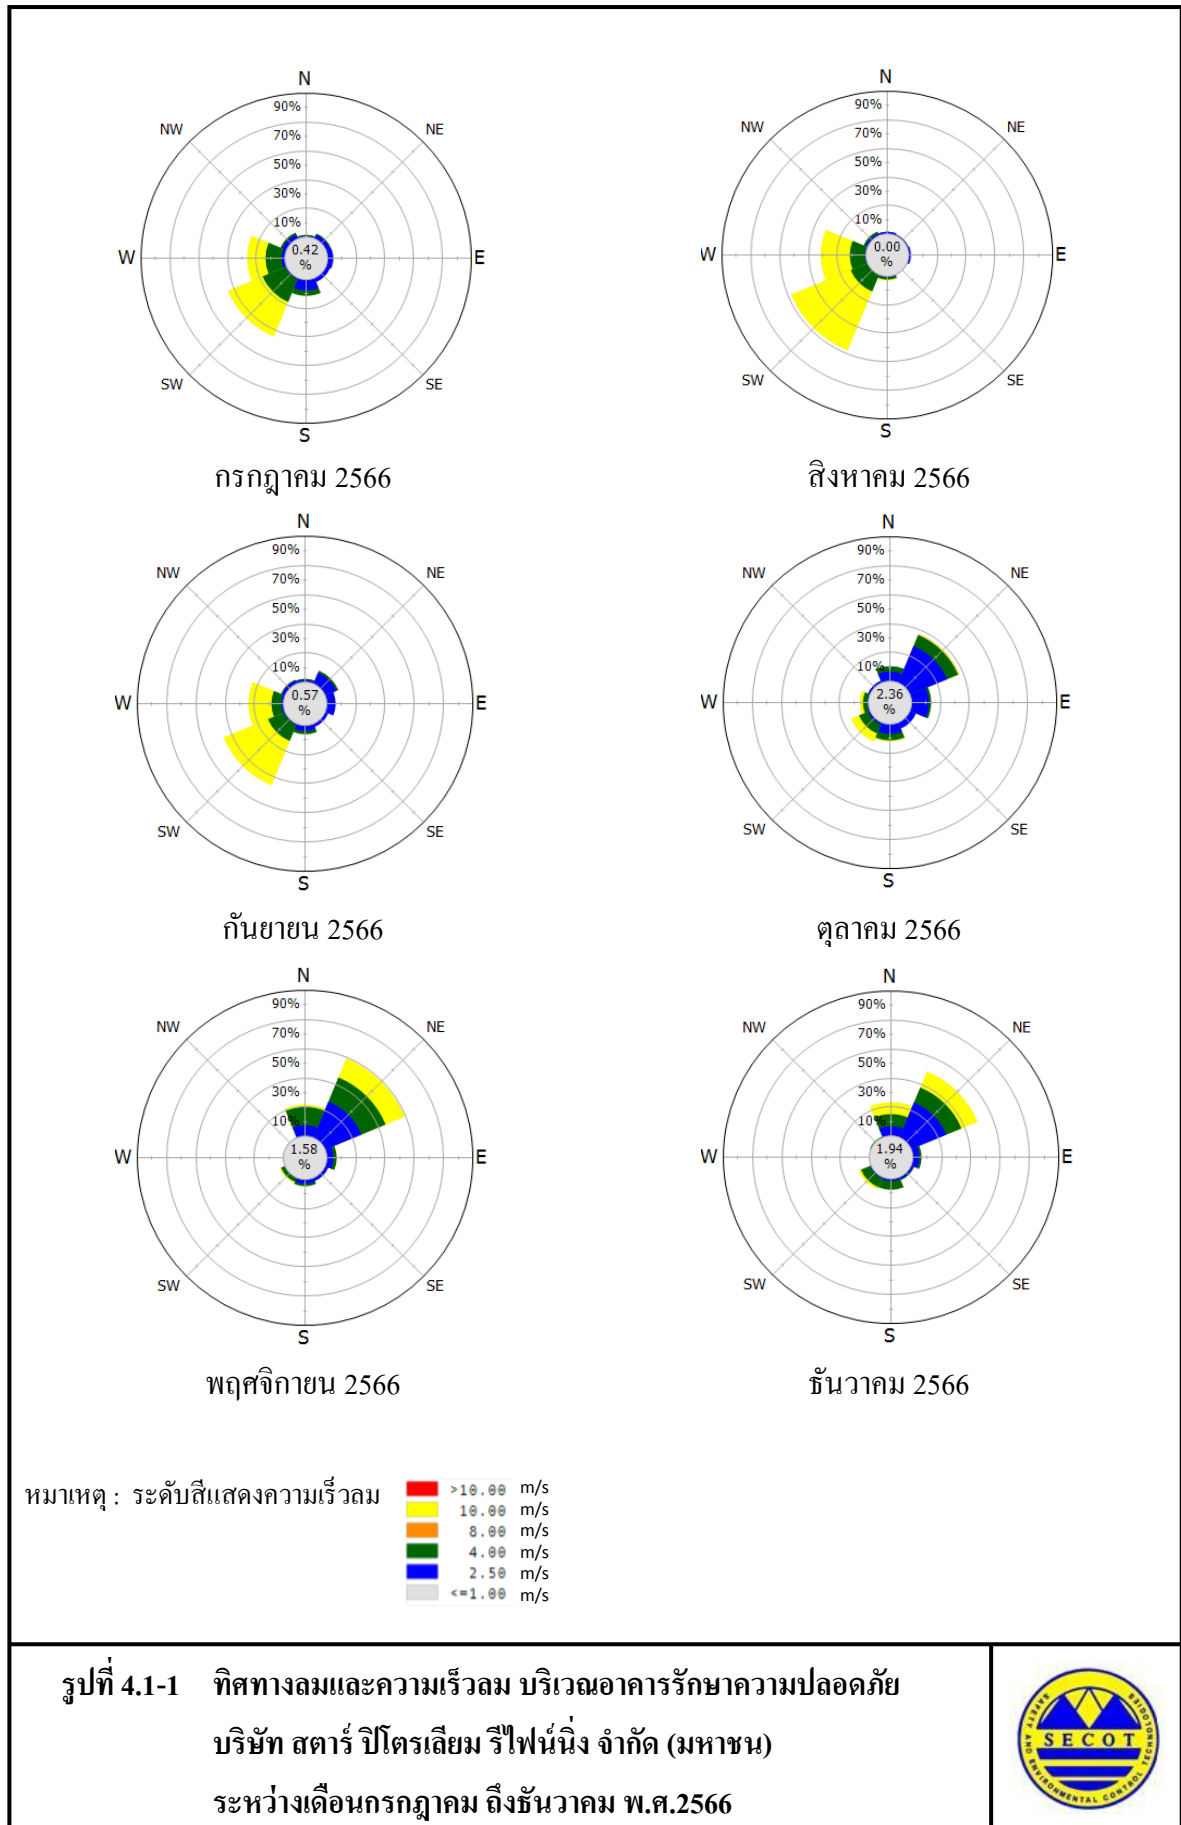 N
90%
70%
50%
30%
10%
NW
NE
W
E
0.42
%
SW
SE
S
กรกฎาคม 2566
N
90%
70%
50%
30%
10%
NW
NE
W
E
0.00
%
SW
SE
S
สิงหาคม 2566
N
90%
70%
50%
30%
10%
NW
NE
W
E
0.57
%
SW
SE
S
กันยายน 2566
N
90%
70%
50%
30%
10%
NW
NE
W
E
2.36
%
SW
SE
S
ตุลาคม 2566
N
90%
70%
50%
30%
10%
NW
NE
W
E
1.58
%
SW
SE
S
พฤศจิกายน 2566
N
90%
70%
50%
30%
10%
NW
NE
W
E
1.94
%
SW
SE
S
ธันวาคม 2566
หมาเหตุ : ระดับสีแสดงความเร็วลม
>10.00 m/s
10.00 m/s
8.00 m/s
4.00 m/s
2.50 m/s
<=1.00 m/s
รูปที่ 4.1-1 ทิศทางลมและความเร็วลม บริเวณอาคารรักษาความปลอดภัย
บริษัท สตาร์ ปิโตรเลียม รีไฟน์นิ่ง จำกัด (มหาชน)
ระหว่างเดือนกรกฎาคม ถึงธันวาคม พ.ศ.2566
SECOT
SAFETY AND ENVIRONMENTAL CONTROL TECHNOLOGIES